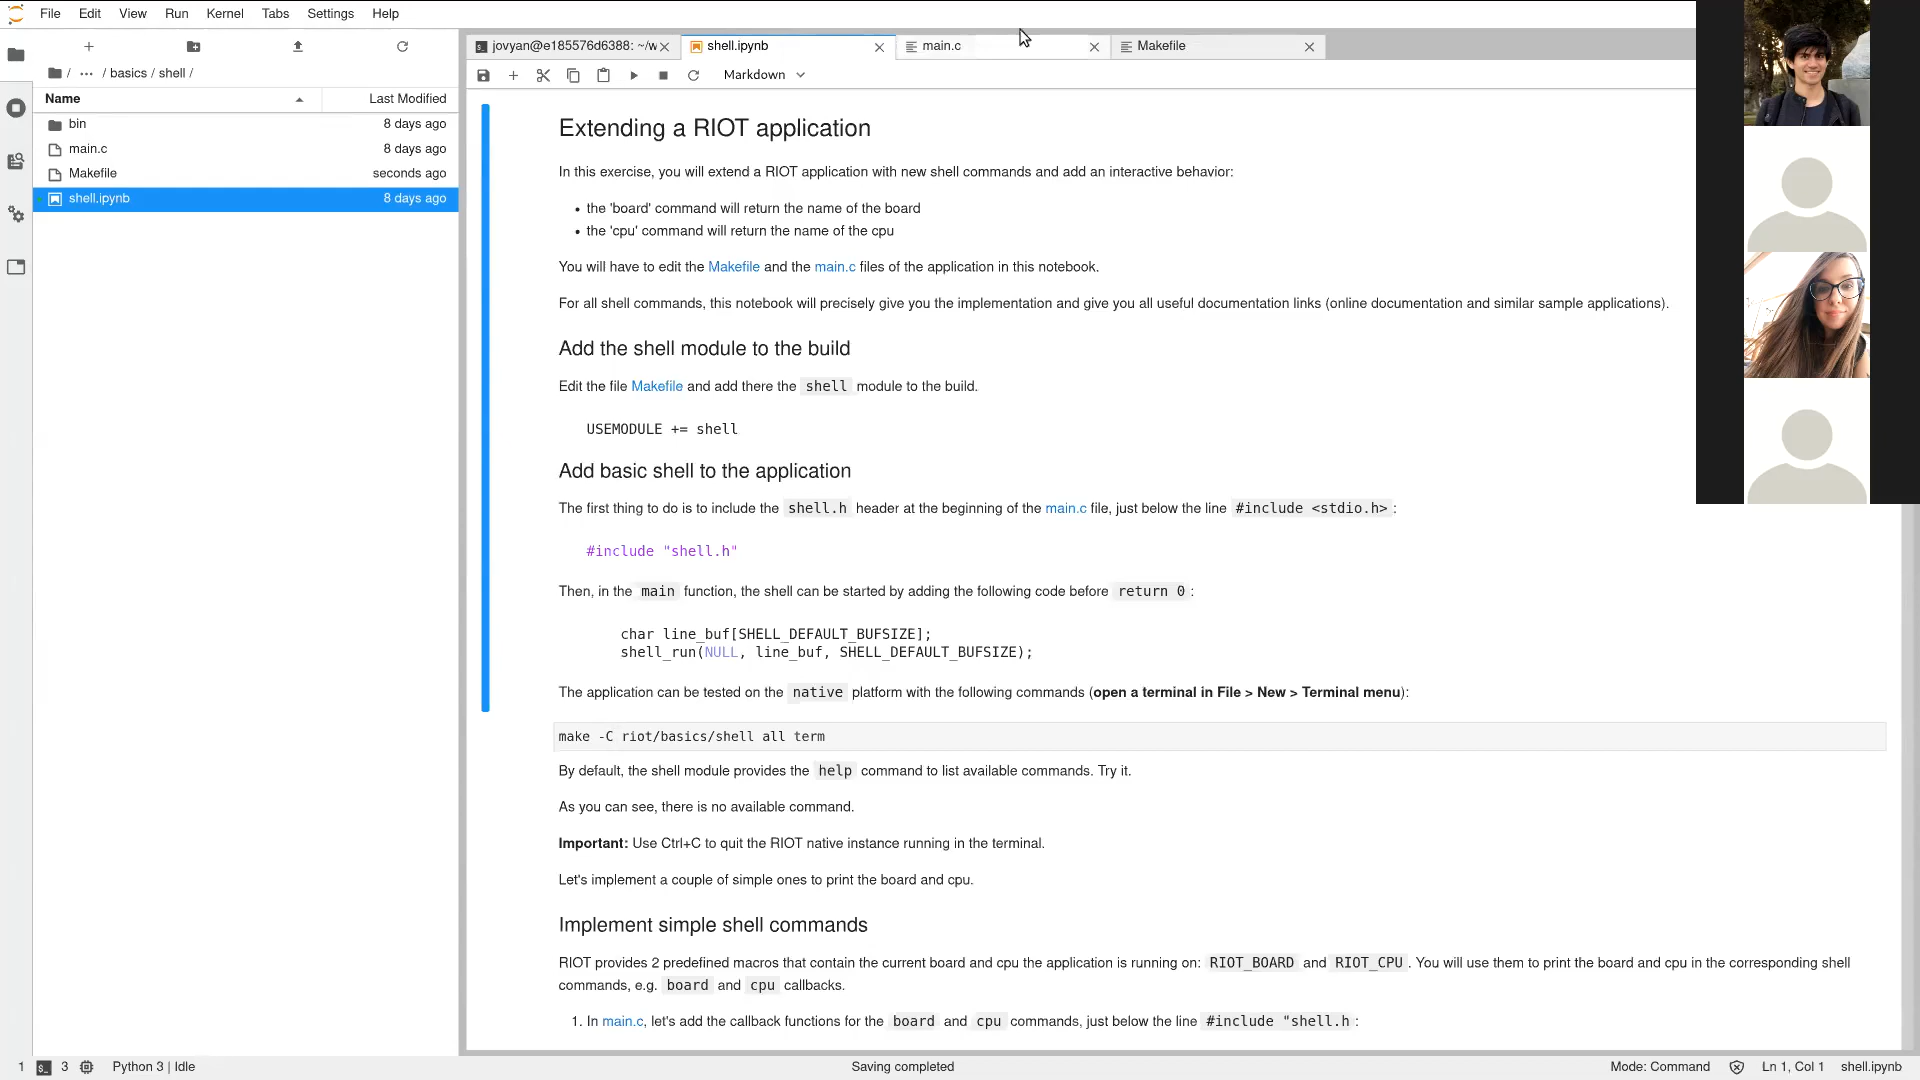 File Edit View Run Kernel Tabs Settings Help
jovyan@e185576d6388: ~/w
shell.ipynb
main.c
Makefile
Markdown
/ ··· / basics / shell /
Name Last Modified
bin 8 days ago
main.c 8 days ago
Makefile seconds ago
shell.ipynb 8 days ago
Extending a RIOT application
In this exercise, you will extend a RIOT application with new shell commands and add an interactive behavior:
• the 'board' command will return the name of the board
• the 'cpu' command will return the name of the cpu
You will have to edit the Makefile and the main.c files of the application in this notebook.
For all shell commands, this notebook will precisely give you the implementation and give you all useful documentation links (online documentation and similar sample applications).
Add the shell module to the build
Edit the file Makefile and add there the shell module to the build.
USEMODULE += shell
Add basic shell to the application
The first thing to do is to include the shell.h header at the beginning of the main.c file, just below the line #include <stdio.h> :
#include "shell.h"
Then, in the main function, the shell can be started by adding the following code before return 0 :
char line_buf[SHELL_DEFAULT_BUFSIZE];
shell_run(NULL, line_buf, SHELL_DEFAULT_BUFSIZE);
The application can be tested on the native platform with the following commands (open a terminal in File > New > Terminal menu):
make -C riot/basics/shell all term
By default, the shell module provides the help command to list available commands. Try it.
As you can see, there is no available command.
Important: Use Ctrl+C to quit the RIOT native instance running in the terminal.
Let's implement a couple of simple ones to print the board and cpu.
Implement simple shell commands
RIOT provides 2 predefined macros that contain the current board and cpu the application is running on: RIOT_BOARD and RIOT_CPU . You will use them to print the board and cpu in the corresponding shell
commands, e.g. board and cpu callbacks.
1. In main.c, let's add the callback functions for the board and cpu commands, just below the line #include "shell.h :
1 3 Python 3 | Idle Saving completed Mode: Command Ln 1, Col 1 shell.ipynb